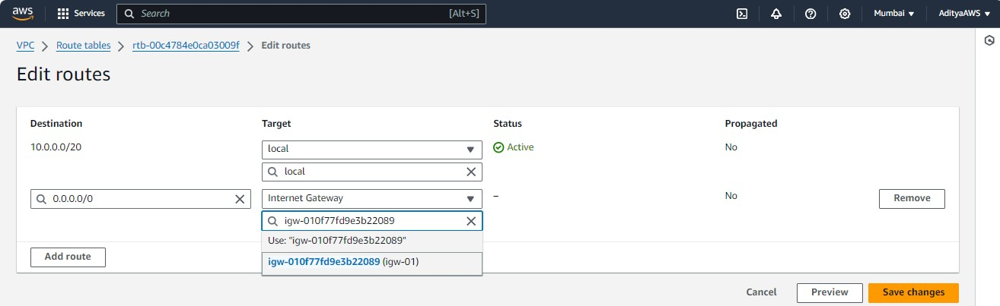 aws Services Search [Alt+S] Mumbai ▼ AdityaAWS ▼
VPC > Route tables > rtb-00c4784e0ca03009f > Edit routes
Edit routes
Destination Target Status Propagated
10.0.0.0/20 local Active No
local
0.0.0.0/0 Internet Gateway – No Remove
igw-010f77fd9e3b22089
Use: "igw-010f77fd9e3b22089"
Add route
igw-010f77fd9e3b22089 (igw-01)
Cancel Preview Save changes